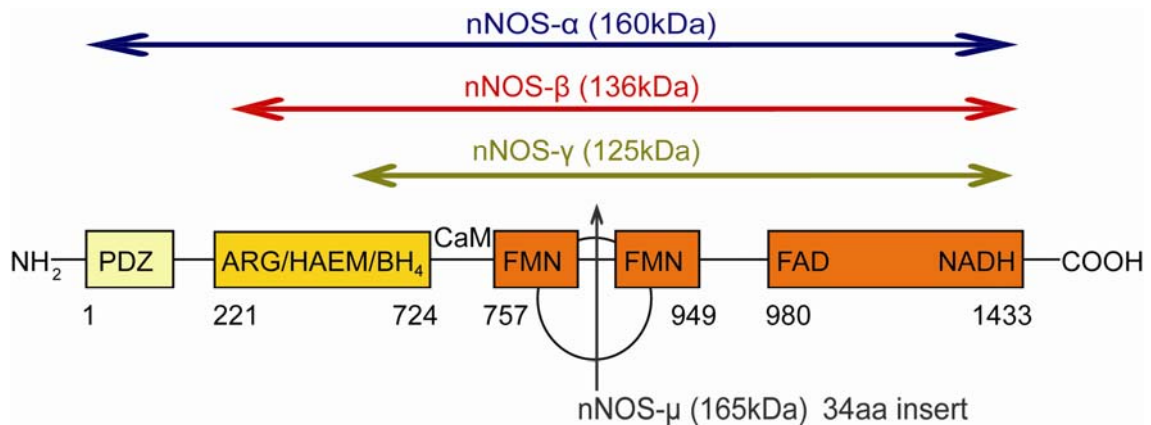 nNOS-α (160kDa)
nNOS-β (136kDa)
nNOS-γ (125kDa)
NH₂ PDZ ARG/HAEM/BH₄ CaM FMN FMN FAD NADH COOH
1 221 724 757 949 980 1433
nNOS-μ (165kDa) 34aa insert